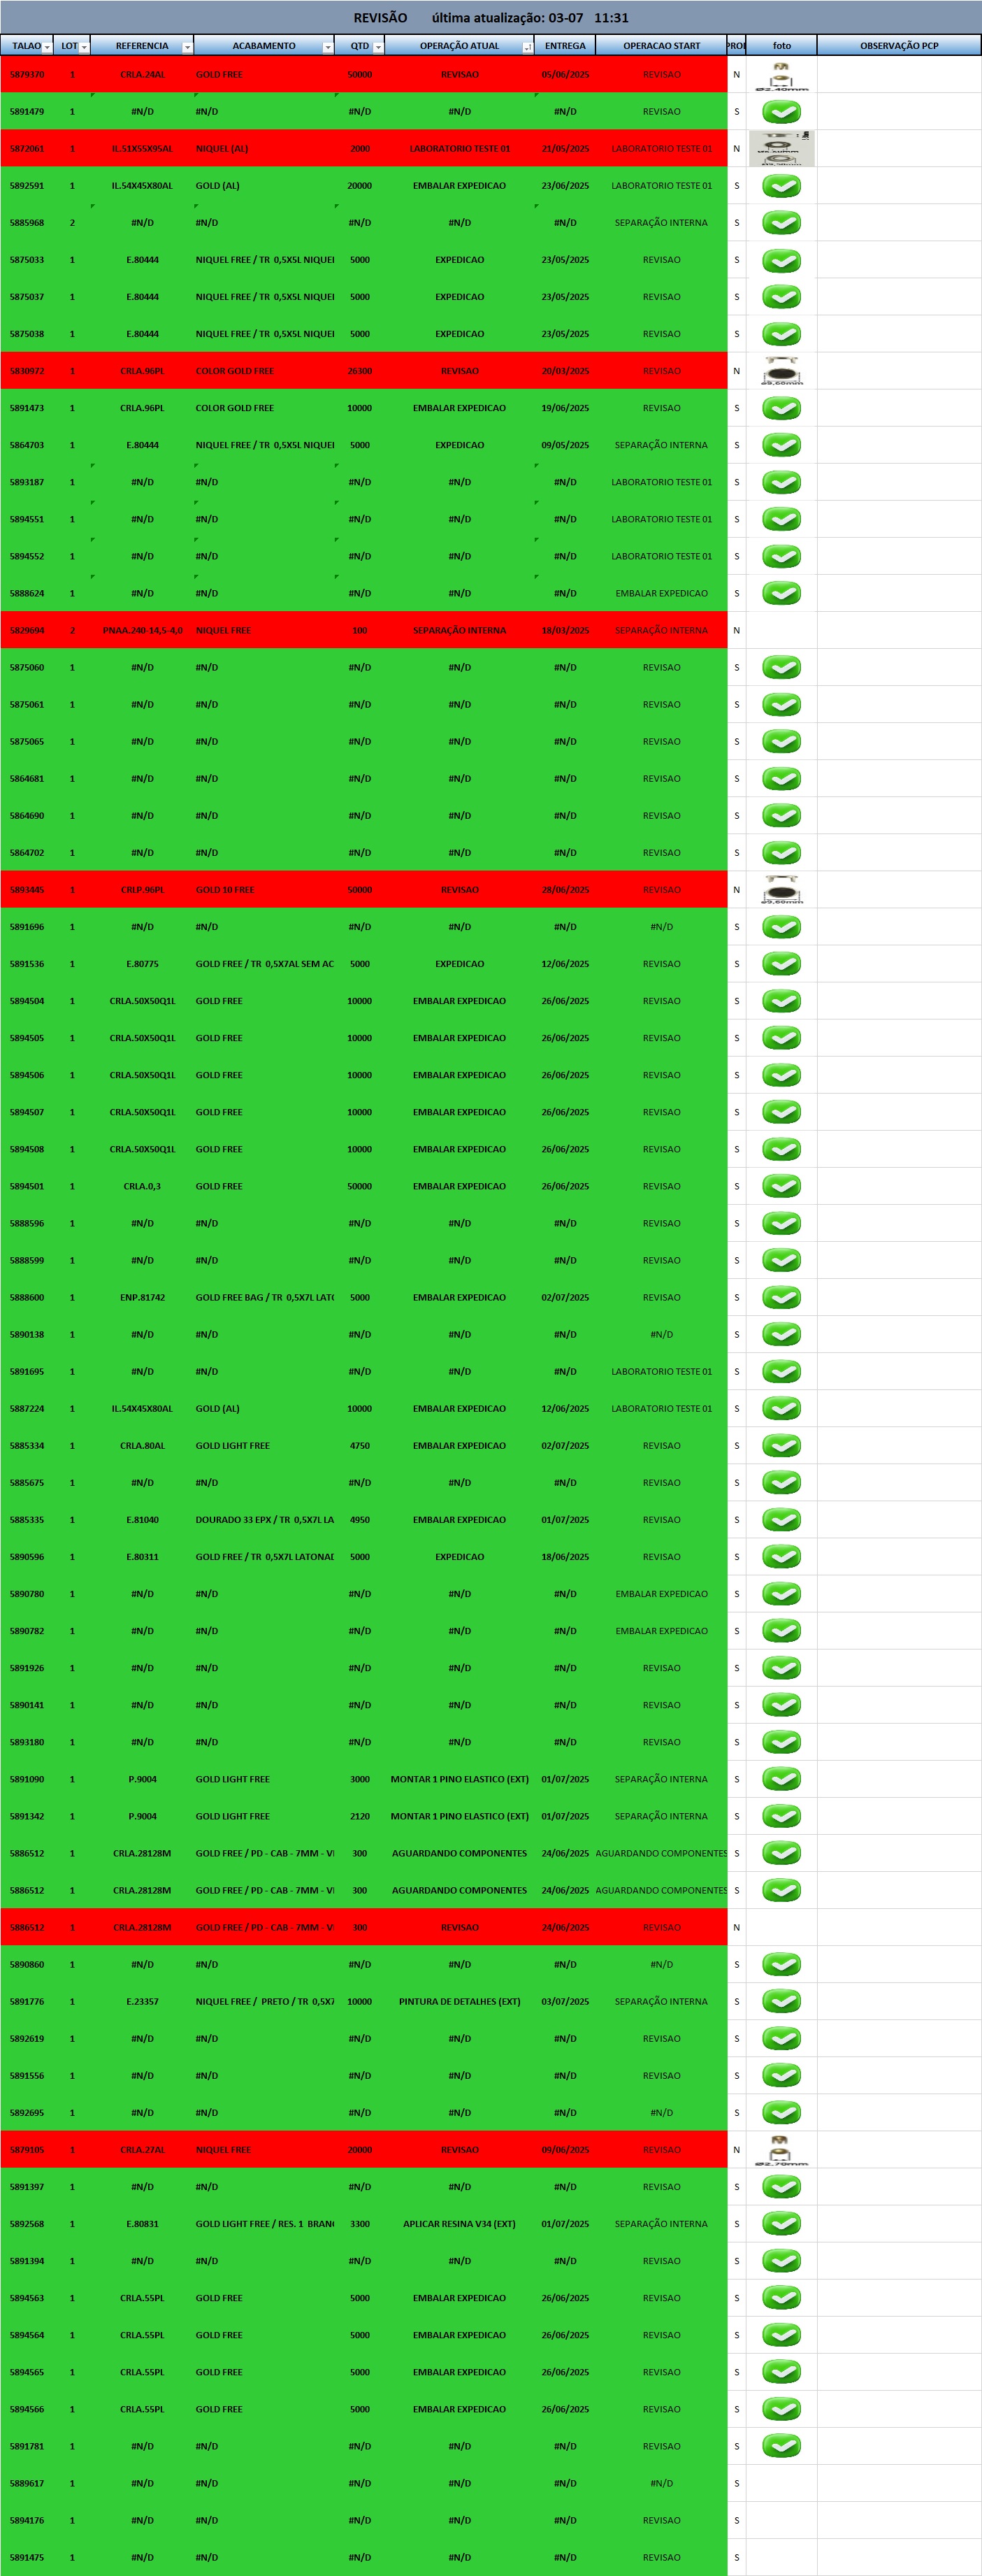 REVISÃO última atualização: 03-07 11:31
TALAO LOT REFERENCIA ACABAMENTO QTD OPERAÇÃO ATUAL ENTREGA OPERACAO START PROI foto OBSERVAÇÃO PCP
5879370 1 CRLA.24AL GOLD FREE 50000 REVISAO 05/06/2025 REVISAO N
Ø2.40mm
5891479 1 #N/D #N/D #N/D #N/D #N/D REVISAO S
5872061 1 IL.51X55X95AL NIQUEL (AL) 2000 LABORATORIO TESTE 01 21/05/2025 LABORATORIO TESTE 01 N
5892591 1 IL.54X45X80AL GOLD (AL) 20000 EMBALAR EXPEDICAO 23/06/2025 LABORATORIO TESTE 01 S
5885968 2 #N/D #N/D #N/D #N/D #N/D SEPARAÇÃO INTERNA S
5875033 1 E.80444 NIQUEL FREE / TR 0,5X5L NIQUEI 5000 EXPEDICAO 23/05/2025 REVISAO S
5875037 1 E.80444 NIQUEL FREE / TR 0,5X5L NIQUEI 5000 EXPEDICAO 23/05/2025 REVISAO S
5875038 1 E.80444 NIQUEL FREE / TR 0,5X5L NIQUEI 5000 EXPEDICAO 23/05/2025 REVISAO S
5830972 1 CRLA.96PL COLOR GOLD FREE 26300 REVISAO 20/03/2025 REVISAO N
Ø9.60mm
5891473 1 CRLA.96PL COLOR GOLD FREE 10000 EMBALAR EXPEDICAO 19/06/2025 REVISAO S
5864703 1 E.80444 NIQUEL FREE / TR 0,5X5L NIQUEI 5000 EXPEDICAO 09/05/2025 SEPARAÇÃO INTERNA S
5893187 1 #N/D #N/D #N/D #N/D #N/D LABORATORIO TESTE 01 S
5894551 1 #N/D #N/D #N/D #N/D #N/D LABORATORIO TESTE 01 S
5894552 1 #N/D #N/D #N/D #N/D #N/D LABORATORIO TESTE 01 S
5888624 1 #N/D #N/D #N/D #N/D #N/D EMBALAR EXPEDICAO S
5829694 2 PNAA.240-14,5-4,0 NIQUEL FREE 100 SEPARAÇÃO INTERNA 18/03/2025 SEPARAÇÃO INTERNA N
5875060 1 #N/D #N/D #N/D #N/D #N/D REVISAO S
5875061 1 #N/D #N/D #N/D #N/D #N/D REVISAO S
5875065 1 #N/D #N/D #N/D #N/D #N/D REVISAO S
5864681 1 #N/D #N/D #N/D #N/D #N/D REVISAO S
5864690 1 #N/D #N/D #N/D #N/D #N/D REVISAO S
5864702 1 #N/D #N/D #N/D #N/D #N/D REVISAO S
5893445 1 CRLP.96PL GOLD 10 FREE 50000 REVISAO 28/06/2025 REVISAO N
Ø9.60mm
5891696 1 #N/D #N/D #N/D #N/D #N/D #N/D S
5891536 1 E.80775 GOLD FREE / TR 0,5X7AL SEM AC 5000 EXPEDICAO 12/06/2025 REVISAO S
5894504 1 CRLA.50X50Q1L GOLD FREE 10000 EMBALAR EXPEDICAO 26/06/2025 REVISAO S
5894505 1 CRLA.50X50Q1L GOLD FREE 10000 EMBALAR EXPEDICAO 26/06/2025 REVISAO S
5894506 1 CRLA.50X50Q1L GOLD FREE 10000 EMBALAR EXPEDICAO 26/06/2025 REVISAO S
5894507 1 CRLA.50X50Q1L GOLD FREE 10000 EMBALAR EXPEDICAO 26/06/2025 REVISAO S
5894508 1 CRLA.50X50Q1L GOLD FREE 10000 EMBALAR EXPEDICAO 26/06/2025 REVISAO S
5894501 1 CRLA.0,3 GOLD FREE 50000 EMBALAR EXPEDICAO 26/06/2025 REVISAO S
5888596 1 #N/D #N/D #N/D #N/D #N/D REVISAO S
5888599 1 #N/D #N/D #N/D #N/D #N/D REVISAO S
5888600 1 ENP.81742 GOLD FREE BAG / TR 0,5X7L LAT 5000 EMBALAR EXPEDICAO 02/07/2025 REVISAO S
5890138 1 #N/D #N/D #N/D #N/D #N/D #N/D S
5891695 1 #N/D #N/D #N/D #N/D #N/D LABORATORIO TESTE 01 S
5887224 1 IL.54X45X80AL GOLD (AL) 10000 EMBALAR EXPEDICAO 12/06/2025 LABORATORIO TESTE 01 S
5885334 1 CRLA.80AL GOLD LIGHT FREE 4750 EMBALAR EXPEDICAO 02/07/2025 REVISAO S
5885675 1 #N/D #N/D #N/D #N/D #N/D REVISAO S
5885335 1 E.81040 DOURADO 33 EPX / TR 0,5X7L LA 4950 EMBALAR EXPEDICAO 01/07/2025 REVISAO S
5890596 1 E.80311 GOLD FREE / TR 0,5X7L LATONAD 5000 EXPEDICAO 18/06/2025 REVISAO S
5890780 1 #N/D #N/D #N/D #N/D #N/D EMBALAR EXPEDICAO S
5890782 1 #N/D #N/D #N/D #N/D #N/D EMBALAR EXPEDICAO S
5891926 1 #N/D #N/D #N/D #N/D #N/D REVISAO S
5890141 1 #N/D #N/D #N/D #N/D #N/D REVISAO S
5893180 1 #N/D #N/D #N/D #N/D #N/D REVISAO S
5891090 1 P.9004 GOLD LIGHT FREE 3000 MONTAR 1 PINO ELASTICO (EXT) 01/07/2025 SEPARAÇÃO INTERNA S
5891342 1 P.9004 GOLD LIGHT FREE 2120 MONTAR 1 PINO ELASTICO (EXT) 01/07/2025 SEPARAÇÃO INTERNA S
5886512 1 CRLA.28128M GOLD FREE / PD - CAB - 7MM - VI 300 AGUARDANDO COMPONENTES 24/06/2025 AGUARDANDO COMPONENTES S
5886512 1 CRLA.28128M GOLD FREE / PD - CAB - 7MM - VI 300 AGUARDANDO COMPONENTES 24/06/2025 AGUARDANDO COMPONENTES S
5886512 1 CRLA.28128M GOLD FREE / PD - CAB - 7MM - VI 300 REVISAO 24/06/2025 REVISAO N
5890860 1 #N/D #N/D #N/D #N/D #N/D #N/D S
5891776 1 E.23357 NIQUEL FREE / PRETO / TR 0,5X7 10000 PINTURA DE DETALHES (EXT) 03/07/2025 SEPARAÇÃO INTERNA S
5892619 1 #N/D #N/D #N/D #N/D #N/D REVISAO S
5891556 1 #N/D #N/D #N/D #N/D #N/D REVISAO S
5892695 1 #N/D #N/D #N/D #N/D #N/D #N/D S
5879105 1 CRLA.27AL NIQUEL FREE 20000 REVISAO 09/06/2025 REVISAO N
Ø2.70mm
5891397 1 #N/D #N/D #N/D #N/D #N/D REVISAO S
5892568 1 E.80831 GOLD LIGHT FREE / RES. 1 BRAN 3300 APLICAR RESINA V34 (EXT) 01/07/2025 SEPARAÇÃO INTERNA S
5891394 1 #N/D #N/D #N/D #N/D #N/D REVISAO S
5894563 1 CRLA.55PL GOLD FREE 5000 EMBALAR EXPEDICAO 26/06/2025 REVISAO S
5894564 1 CRLA.55PL GOLD FREE 5000 EMBALAR EXPEDICAO 26/06/2025 REVISAO S
5894565 1 CRLA.55PL GOLD FREE 5000 EMBALAR EXPEDICAO 26/06/2025 REVISAO S
5894566 1 CRLA.55PL GOLD FREE 5000 EMBALAR EXPEDICAO 26/06/2025 REVISAO S
5891781 1 #N/D #N/D #N/D #N/D #N/D REVISAO S
5889617 1 #N/D #N/D #N/D #N/D #N/D #N/D S
5894176 1 #N/D #N/D #N/D #N/D #N/D REVISAO S
5891475 1 #N/D #N/D #N/D #N/D #N/D REVISAO S